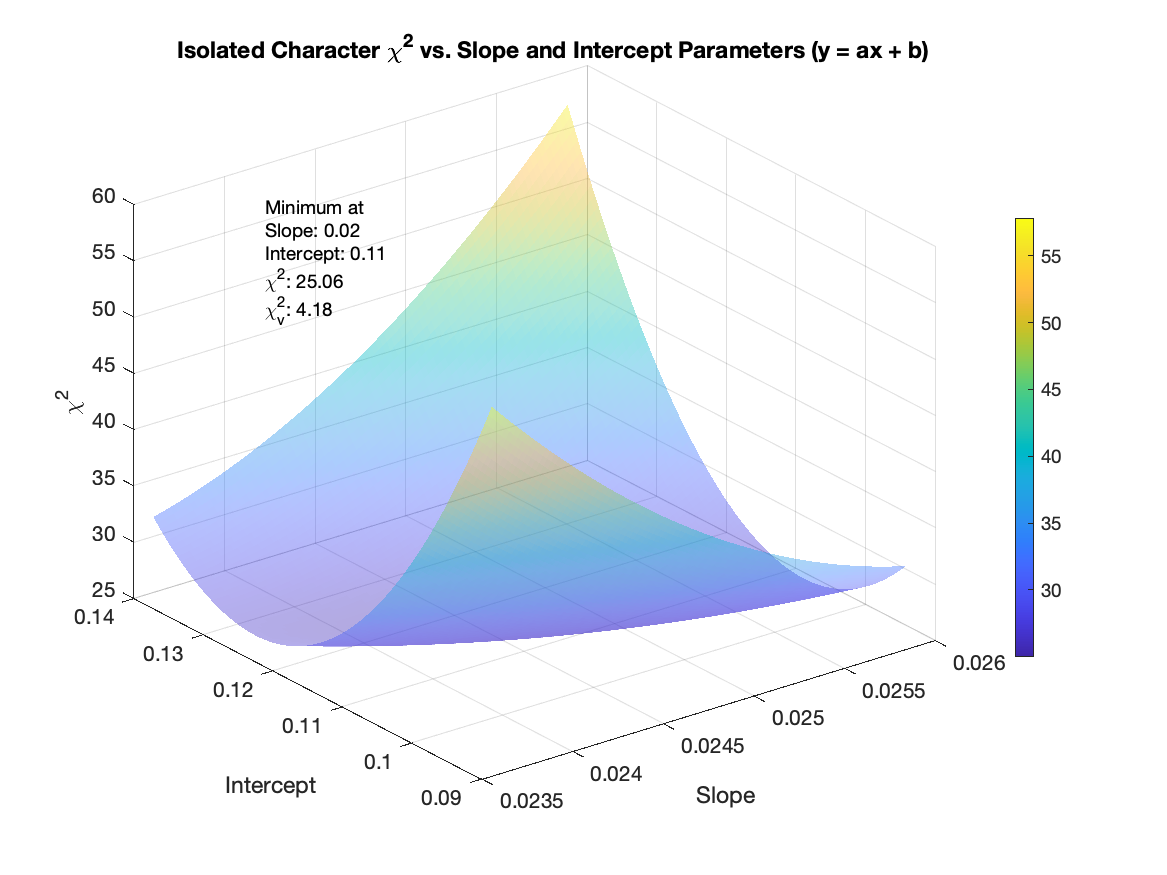 Isolated Character χ² vs. Slope and Intercept Parameters (y = ax + b)
Minimum at
Slope: 0.02
Intercept: 0.11
χ²: 25.06
χ²ᵥ: 4.18
χ²
60
55
50
45
40
35
30
25
0.14
0.13
0.12
0.11
0.1
0.09
Intercept
0.0235
0.024
0.0245
0.025
0.0255
0.026
Slope
55
50
45
40
35
30